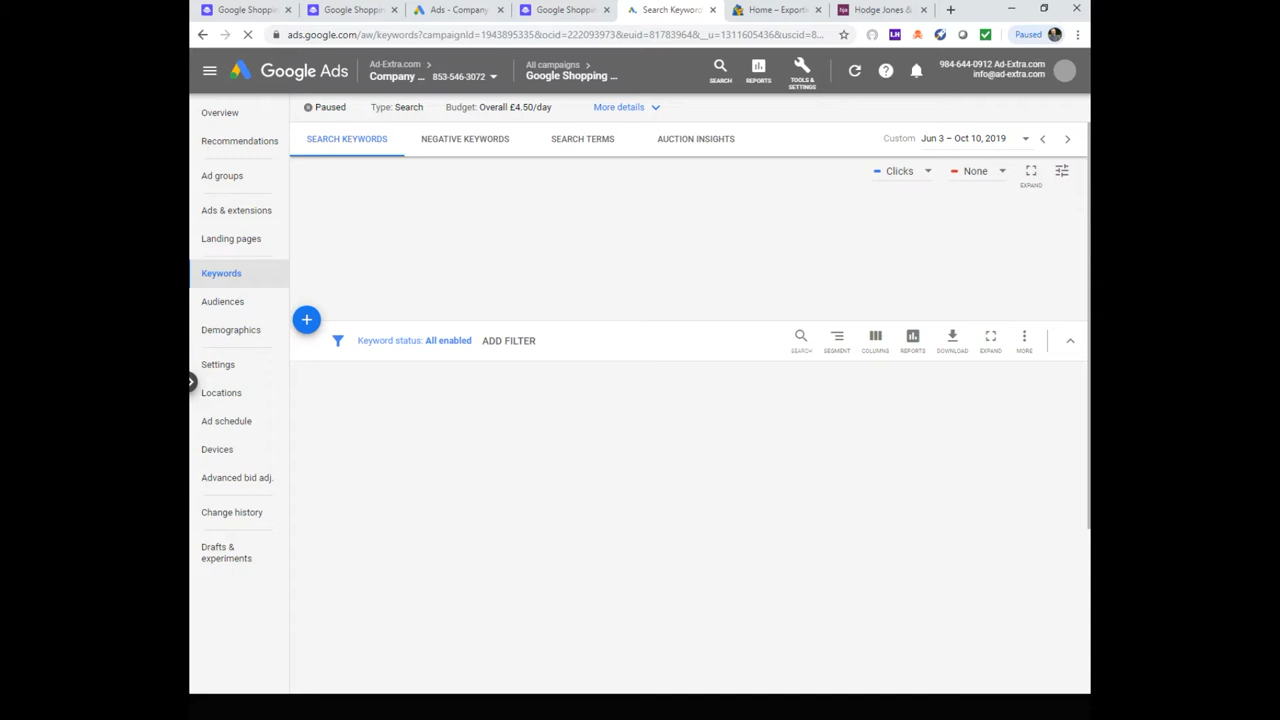 Google Shoppin
Google Shoppin
Ads - Company
Google Shoppin
Search Keyword
Home – Exporti
hja
Hodge Jones &
ads.google.com/aw/keywords?campaignId=1943895335&ocid=222093973&euid=81783964&__u=1311605436&uscid=8...
LH
Paused
Google Ads
Ad-Extra.com
Company ... 853-546-3072
All campaigns
Google Shopping ...
SEARCH
REPORTS
TOOLS &
SETTINGS
984-644-0912 Ad-Extra.com
info@ad-extra.com
Overview
Recommendations
Ad groups
Ads & extensions
Landing pages
Keywords
Audiences
Demographics
Settings
Locations
Ad schedule
Devices
Advanced bid adj.
Change history
Drafts &
experiments
Paused Type: Search Budget: Overall £4.50/day More details
SEARCH KEYWORDS NEGATIVE KEYWORDS SEARCH TERMS AUCTION INSIGHTS Custom Jun 3 – Oct 10, 2019
Clicks None
EXPAND
Keyword status: All enabled ADD FILTER
SEARCH SEGMENT COLUMNS REPORTS DOWNLOAD EXPAND MORE